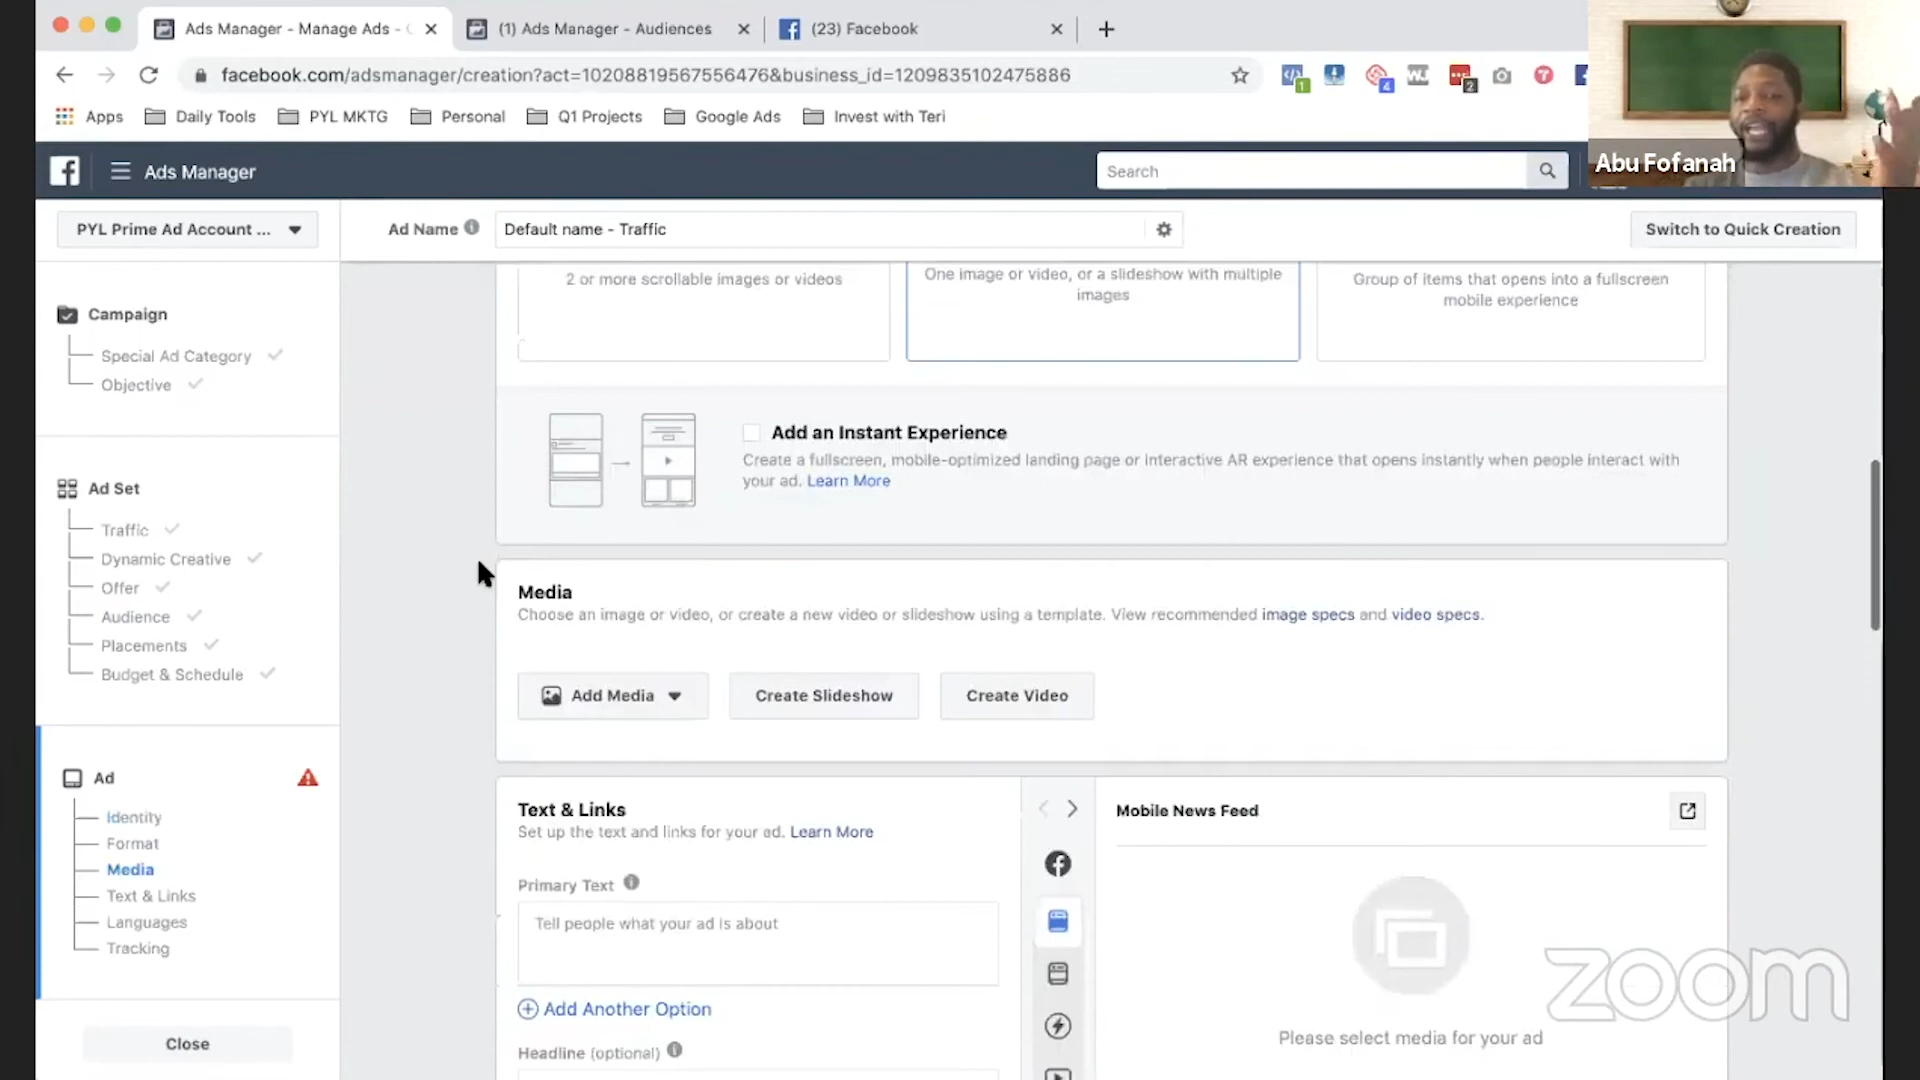 Ads Manager - Manage Ads -
(1) Ads Manager - Audiences
(23) Facebook
facebook.com/adsmanager/creation?act=10208819567556476&business_id=1209835102475886
1
4
2
Apps
Daily Tools
PYL MKTG
Personal
Q1 Projects
Google Ads
Invest with Teri
Abu Fofanah
Ads Manager
Search
PYL Prime Ad Account ...
Ad Name
Default name - Traffic
Switch to Quick Creation
2 or more scrollable images or videos
One image or video, or a slideshow with multiple
images
Group of items that opens into a fullscreen
mobile experience
Campaign
Special Ad Category
Objective
Add an Instant Experience
Create a fullscreen, mobile-optimized landing page or interactive AR experience that opens instantly when people interact with
your ad. Learn More
Ad Set
Traffic
Dynamic Creative
Offer
Audience
Placements
Budget & Schedule
Media
Choose an image or video, or create a new video or slideshow using a template. View recommended image specs and video specs.
Add Media
Create Slideshow
Create Video
Ad
Identity
Format
Media
Text & Links
Languages
Tracking
Close
Text & Links
Set up the text and links for your ad. Learn More
Primary Text
Tell people what your ad is about
Add Another Option
Headline (optional)
Mobile News Feed
Please select media for your ad
zoom